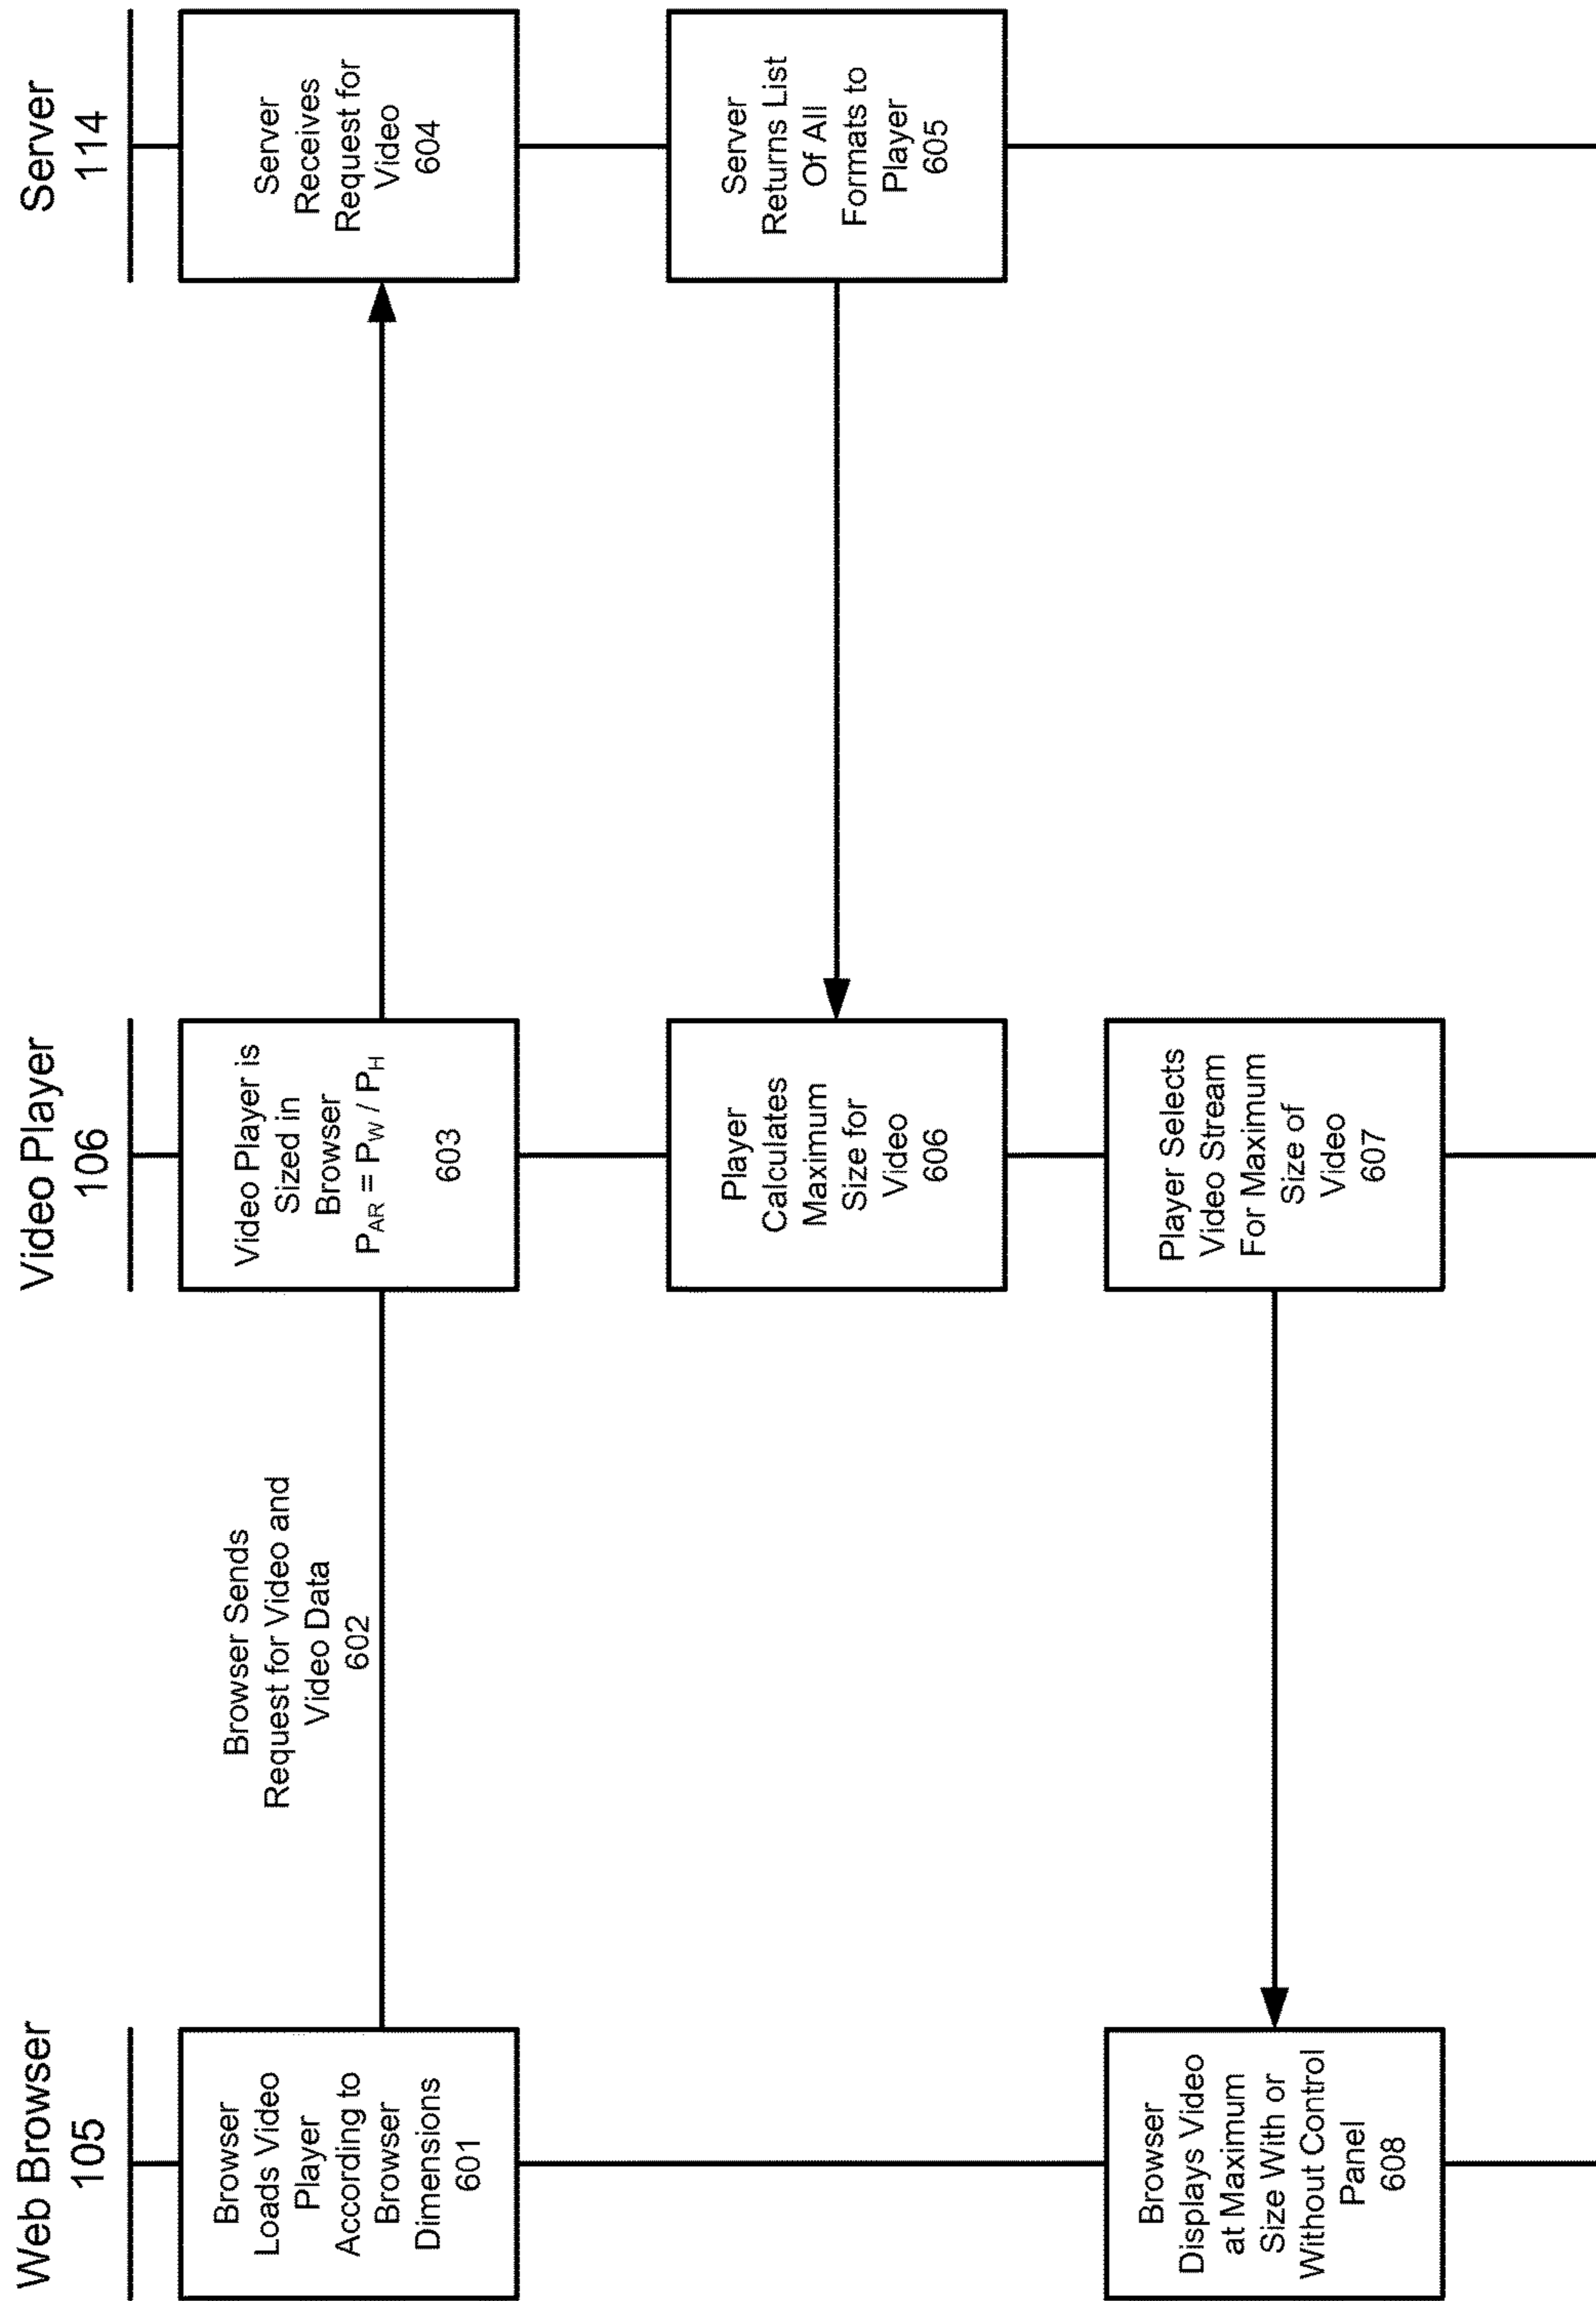 Web Browser
105
Video Player
106
Server
114
Browser
Loads Video
Player
According to
Browser
Dimensions
601
Browser Sends
Request for Video and
Video Data
602
Video Player is
Sized in
Browser
P_AR = P_W / P_H
603
Server
Receives
Request for
Video
604
Player
Calculates
Maximum
Size for
Video
606
Server
Returns List
Of All
Formats to
Player
605
Browser
Displays Video
at Maximum
Size With or
Without Control
Panel
608
Player Selects
Video Stream
For Maximum
Size of
Video
607